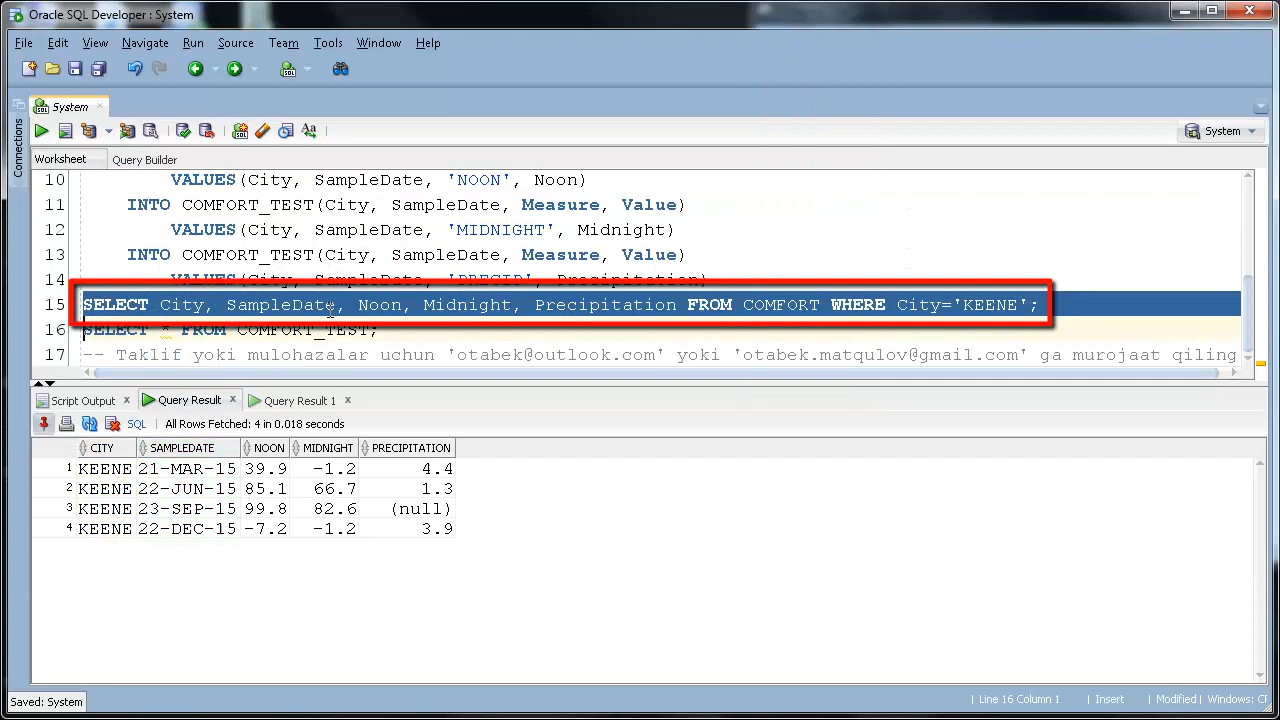 Oracle SQL Developer : System
File Edit View Navigate Run Source Team Tools Window Help
System
System
Connections
Worksheet Query Builder
10 VALUES(City, SampleDate, 'NOON', Noon)
11 INTO COMFORT_TEST(City, SampleDate, Measure, Value)
12 VALUES(City, SampleDate, 'MIDNIGHT', Midnight)
13 INTO COMFORT_TEST(City, SampleDate, Measure, Value)
14 VALUES(City, SampleDate, 'PRECIP', Precipitation)
15 SELECT City, SampleDate, Noon, Midnight, Precipitation FROM COMFORT WHERE City='KEENE';
16 SELECT * FROM COMFORT_TEST;
17 -- Taklif yoki mulohazalar uchun 'otabek@outlook.com' yoki 'otabek.matqulov@gmail.com' ga murojaat qiling
Script Output Query Result Query Result 1
SQL All Rows Fetched: 4 in 0.018 seconds
CITY SAMPLEDATE NOON MIDNIGHT PRECIPITATION
1 KEENE 21-MAR-15 39.9 -1.2 4.4
2 KEENE 22-JUN-15 85.1 66.7 1.3
3 KEENE 23-SEP-15 99.8 82.6 (null)
4 KEENE 22-DEC-15 -7.2 -1.2 3.9
Saved: System Line 16 Column 1 Insert Modified Windows: